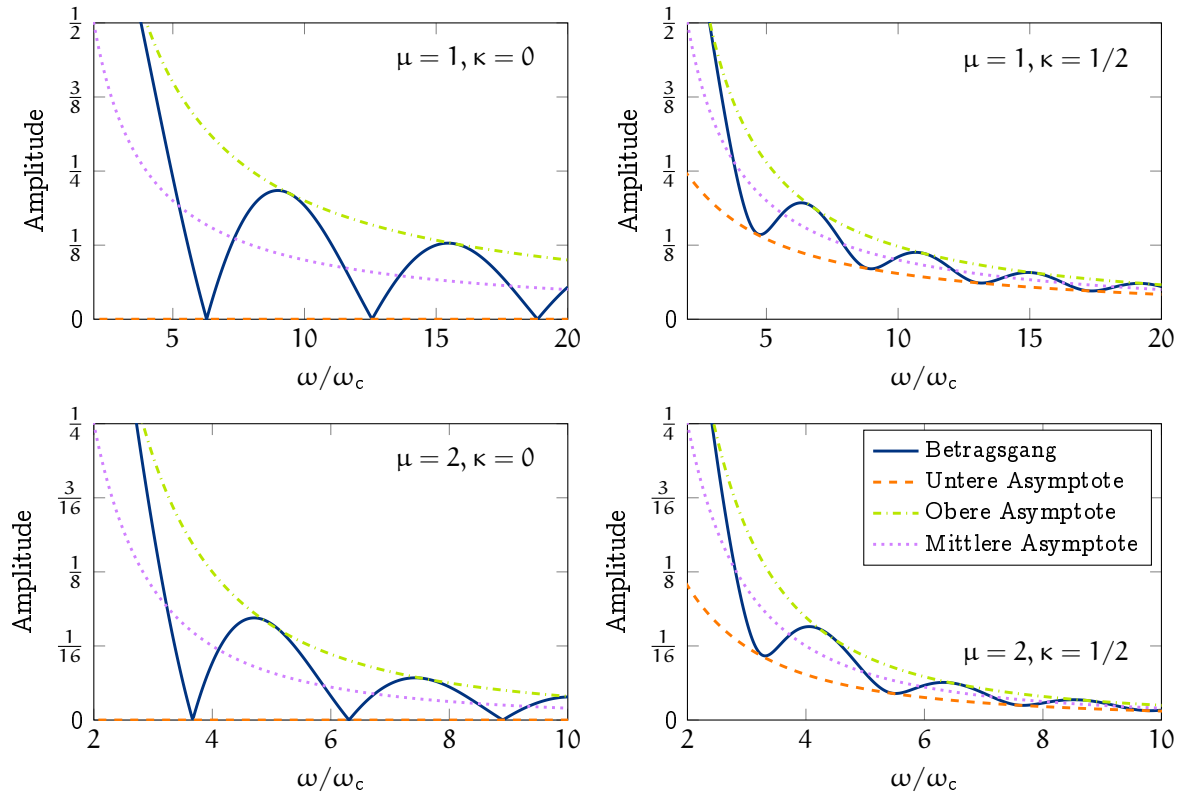 1/2
3/8
1/4
1/8
0
Amplitude
μ = 1, κ = 0
5 10 15 20
ω/ω_c
1/2
3/8
1/4
1/8
0
Amplitude
μ = 1, κ = 1/2
5 10 15 20
ω/ω_c
1/4
3/16
1/8
1/16
0
Amplitude
μ = 2, κ = 0
2 4 6 8 10
ω/ω_c
1/4
3/16
1/8
1/16
0
Amplitude
Betragsgang
Untere Asymptote
Obere Asymptote
Mittlere Asymptote
μ = 2, κ = 1/2
2 4 6 8 10
ω/ω_c